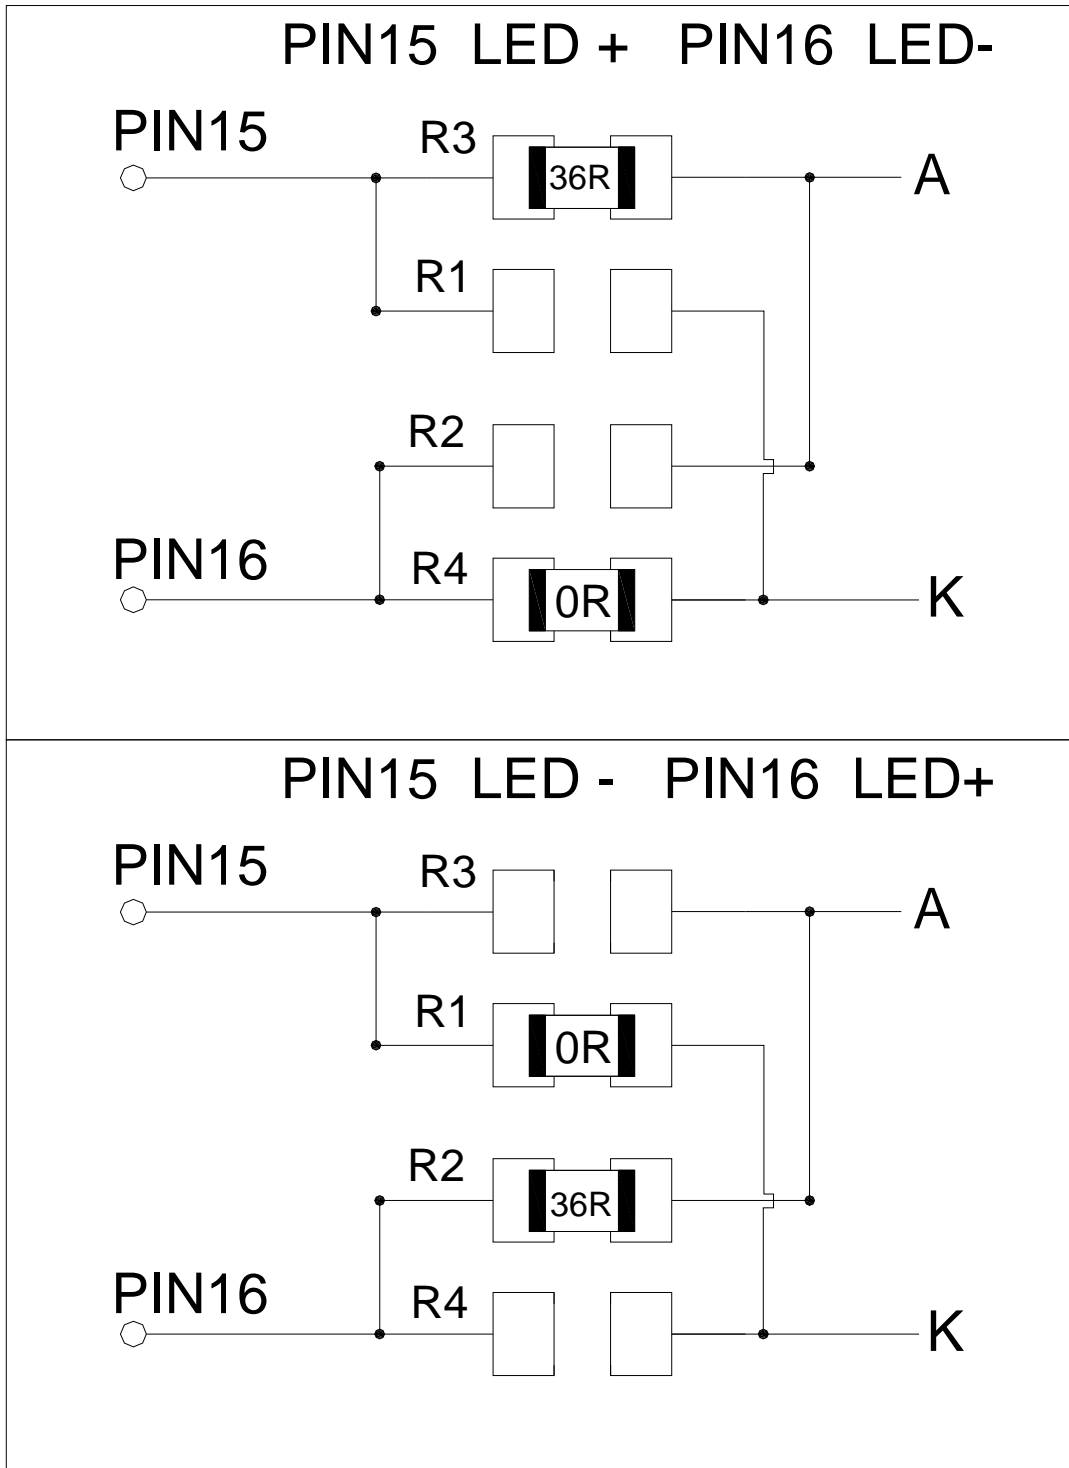 PIN15 LED + PIN16 LED-
PIN15
R3
36R
A
R1
R2
PIN16
R4
0R
K
PIN15 LED - PIN16 LED+
PIN15
R3
A
R1
0R
R2
36R
PIN16
R4
K